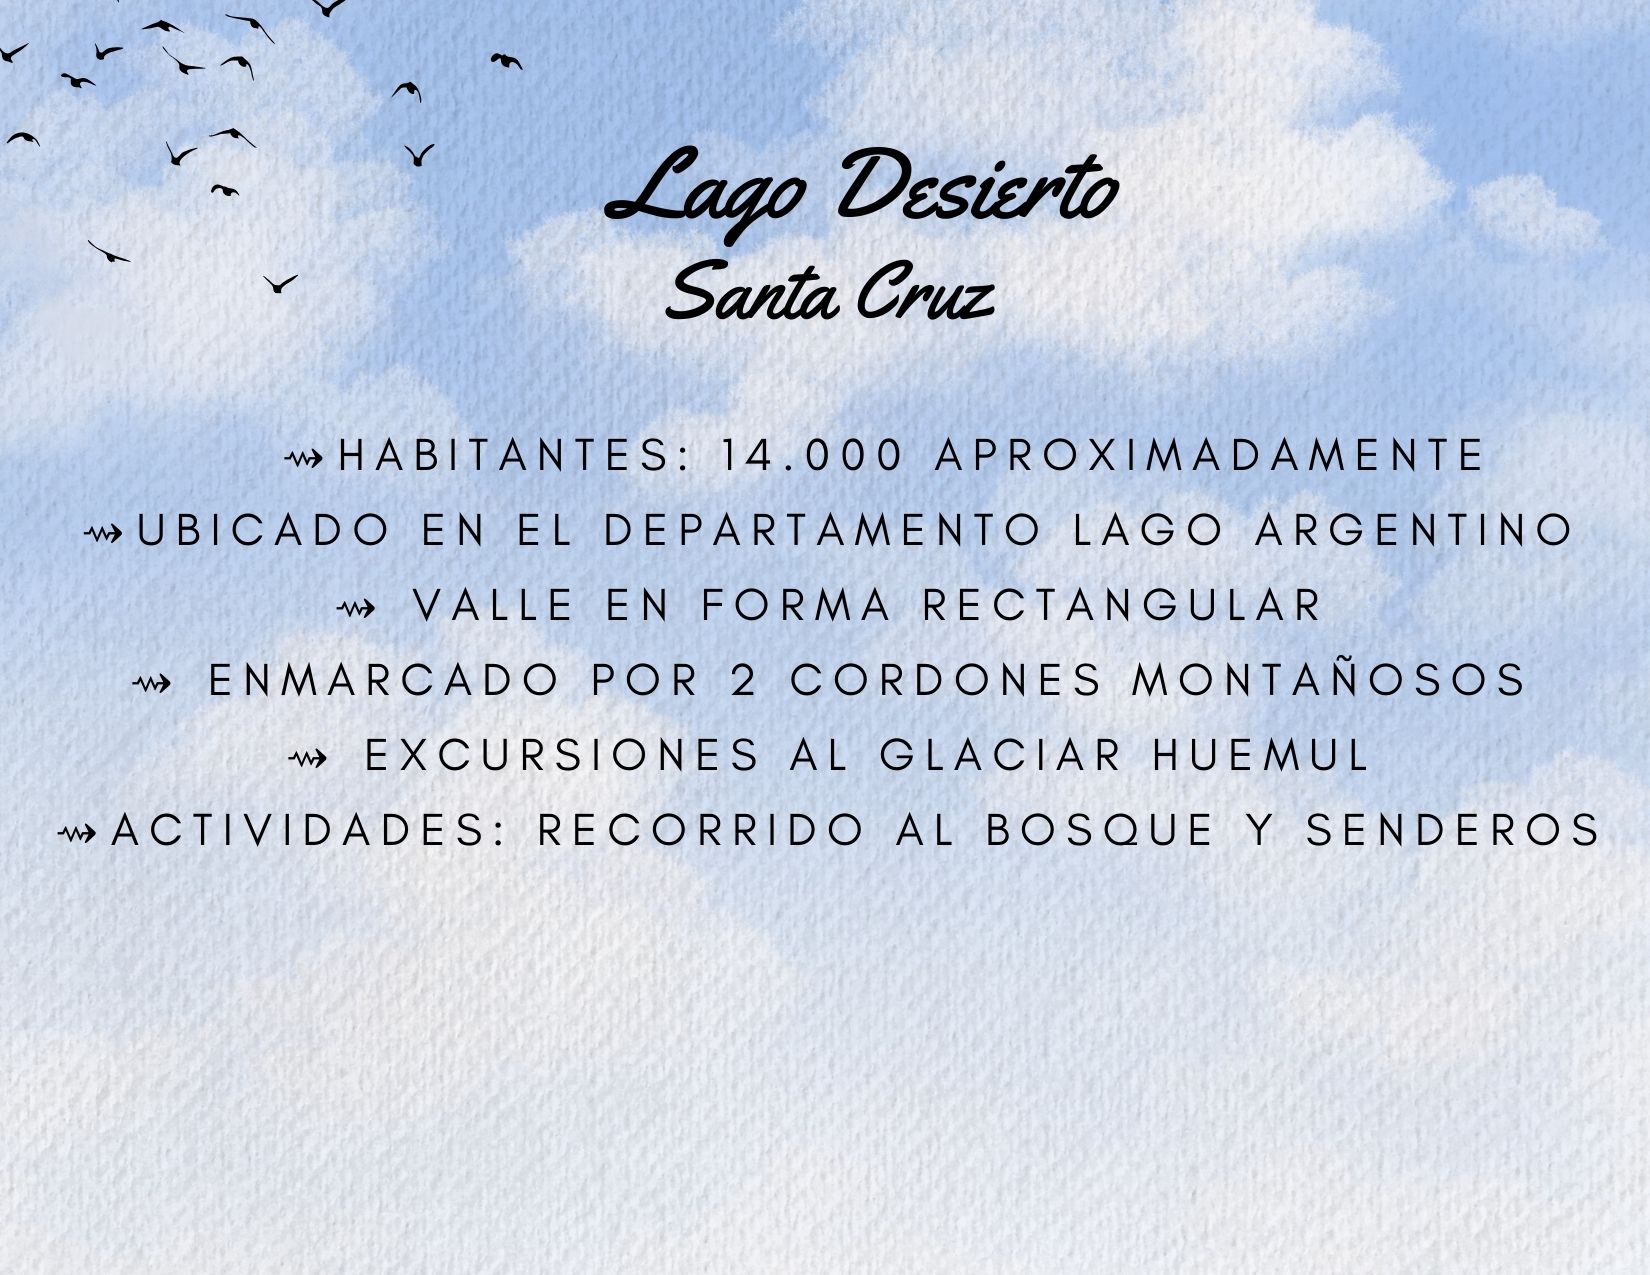 Lago Desierto
Santa Cruz
⇝HABITANTES: 14.000 APROXIMADAMENTE
⇝UBICADO EN EL DEPARTAMENTO LAGO ARGENTINO
⇝ VALLE EN FORMA RECTANGULAR
⇝ ENMARCADO POR 2 CORDONES MONTAÑOSOS
⇝ EXCURSIONES AL GLACIAR HUEMUL
⇝ACTIVIDADES: RECORRIDO AL BOSQUE Y SENDEROS